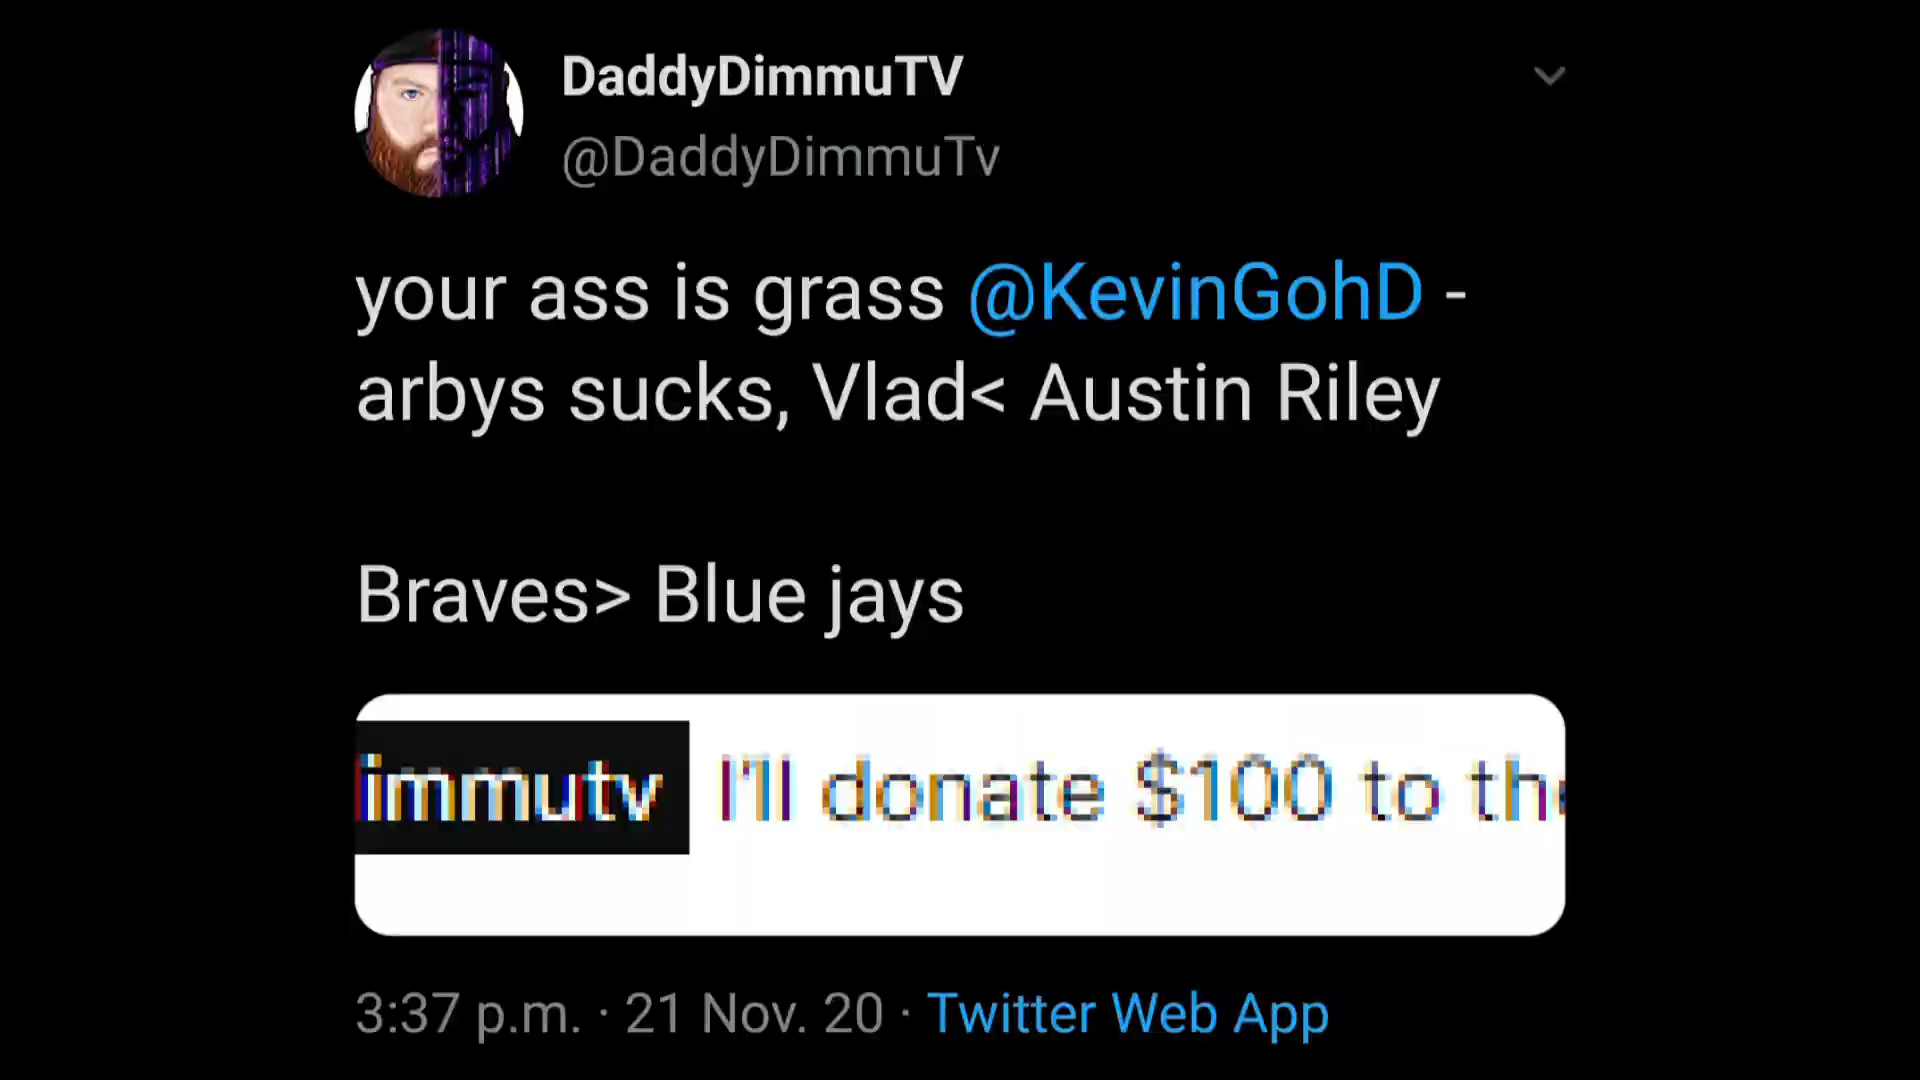 DaddyDimmuTV
@DaddyDimmuTv
your ass is grass @KevinGohD -
arbys sucks, Vlad< Austin Riley
Braves> Blue jays
immutv I'll donate $100 to
3:37 p.m. · 21 Nov. 20 · Twitter Web App